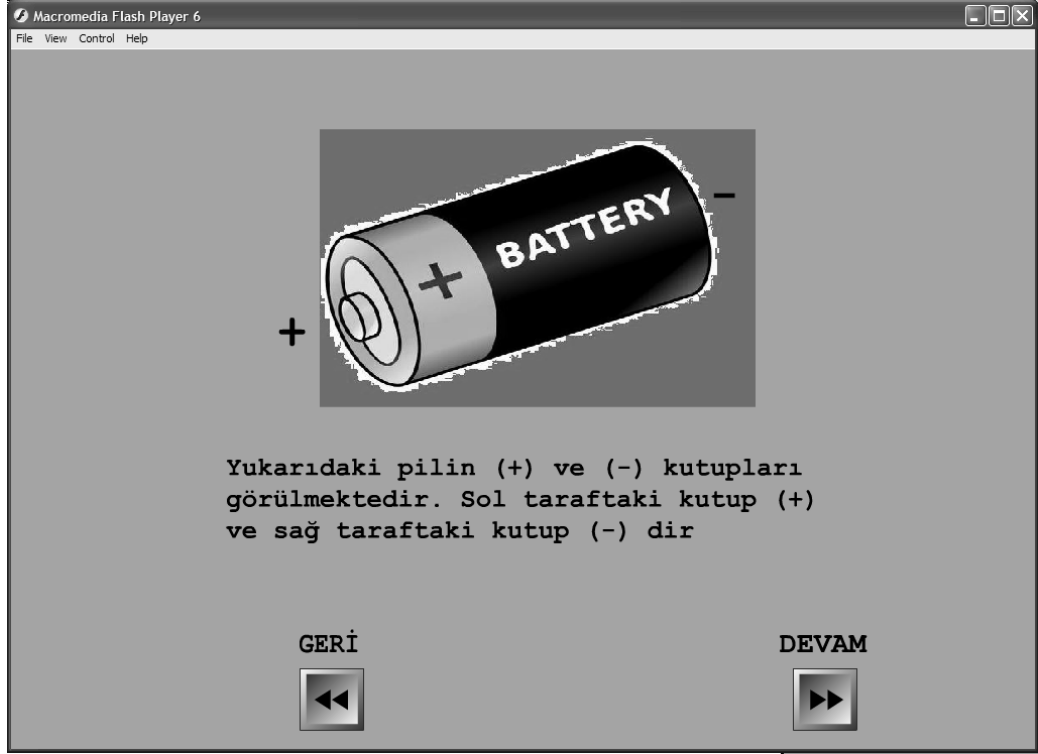 Macromedia Flash Player 6
File View Control Help
BATTERY
+
-
+
Yukarıdaki pilin (+) ve (-) kutupları
görülmektedir. Sol taraftaki kutup (+)
ve sağ taraftaki kutup (-) dir
GERİ
DEVAM